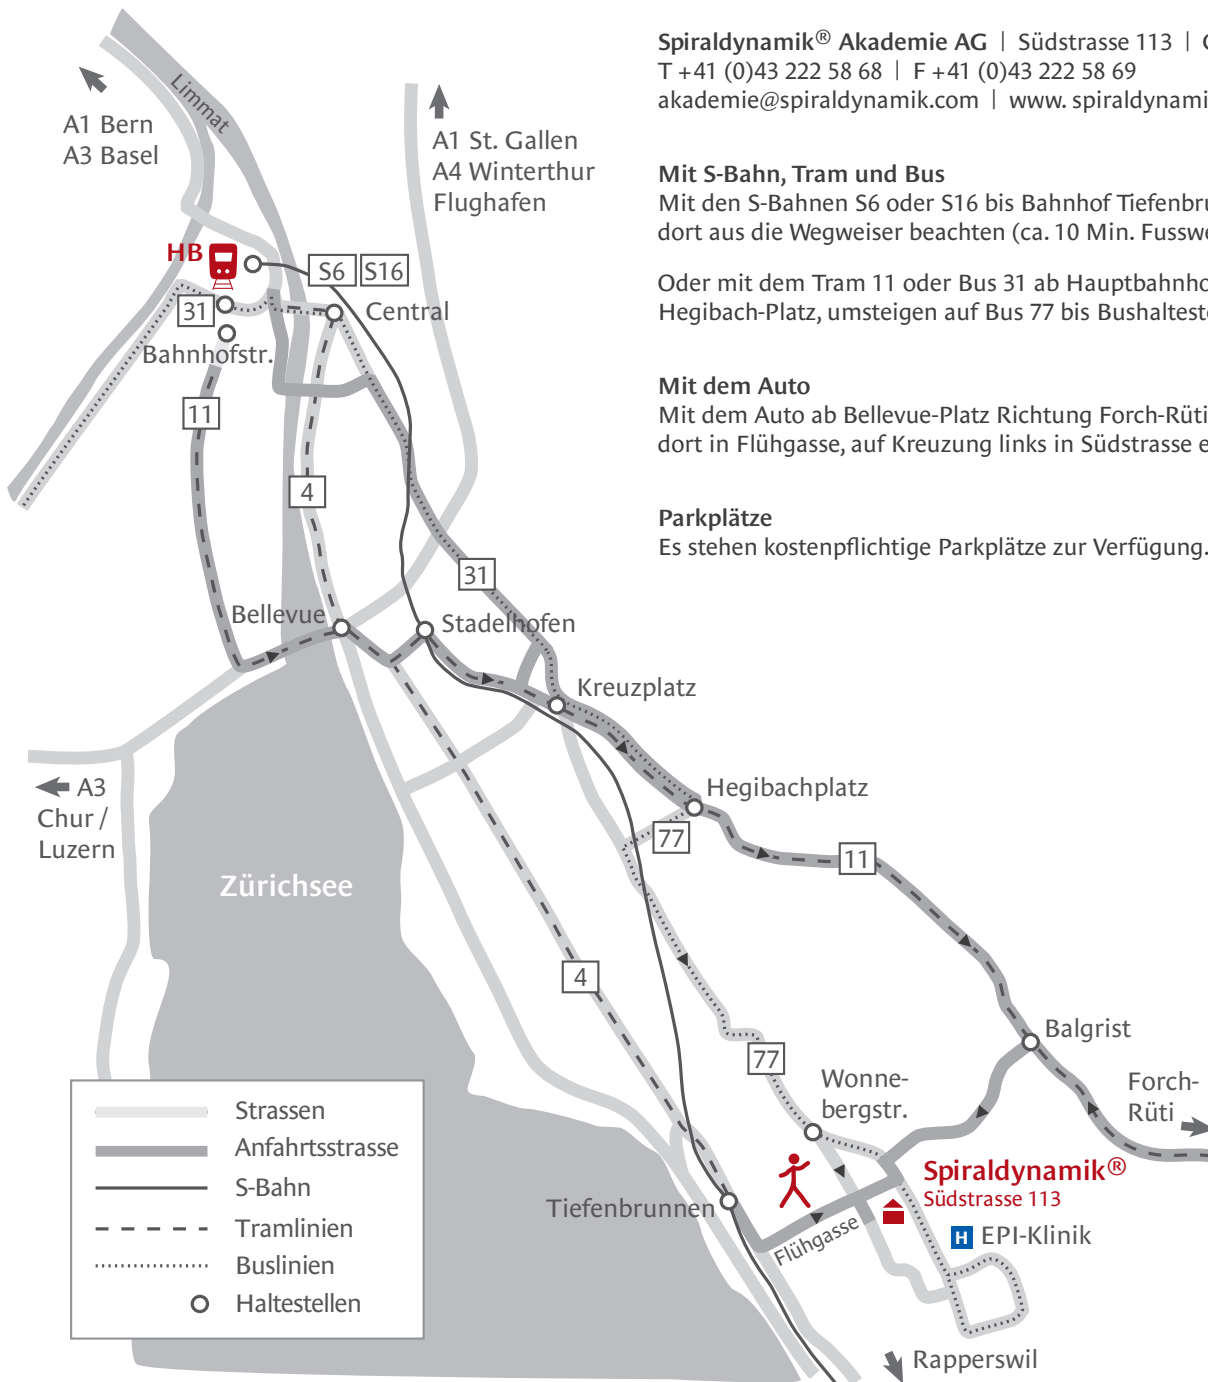 Spiraldynamik® Akademie AG | Südstrasse 113 |
T +41 (0)43 222 58 68 | F +41 (0)43 222 58 69
akademie@spiraldynamik.com | www. spiraldynami
Mit S-Bahn, Tram und Bus
Mit den S-Bahnen S6 oder S16 bis Bahnhof Tiefenbru
dort aus die Wegweiser beachten (ca. 10 Min. Fusswe
Oder mit dem Tram 11 oder Bus 31 ab Hauptbahnho
Hegibach-Platz, umsteigen auf Bus 77 bis Bushalteste
Mit dem Auto
Mit dem Auto ab Bellevue-Platz Richtung Forch-Rüti
dort in Flühgasse, auf Kreuzung links in Südstrasse e
Parkplätze
Es stehen kostenpflichtige Parkplätze zur Verfügung.
Limmat
A1 Bern
A3 Basel
A1 St. Gallen
A4 Winterthur
Flughafen
HB
S6
S16
31
Central
Bahnhofstr.
11
4
31
Bellevue
Stadelhofen
Kreuzplatz
A3
Chur /
Luzern
Hegibachplatz
77
11
Zürichsee
4
77
Balgrist
Wonne-
bergstr.
Forch-
Rüti
Spiraldynamik®
Südstrasse 113
Tiefenbrunnen
Flühgasse
H
EPI-Klinik
Rapperswil
Strassen
Anfahrtsstrasse
S-Bahn
Tramlinien
Buslinien
Haltestellen